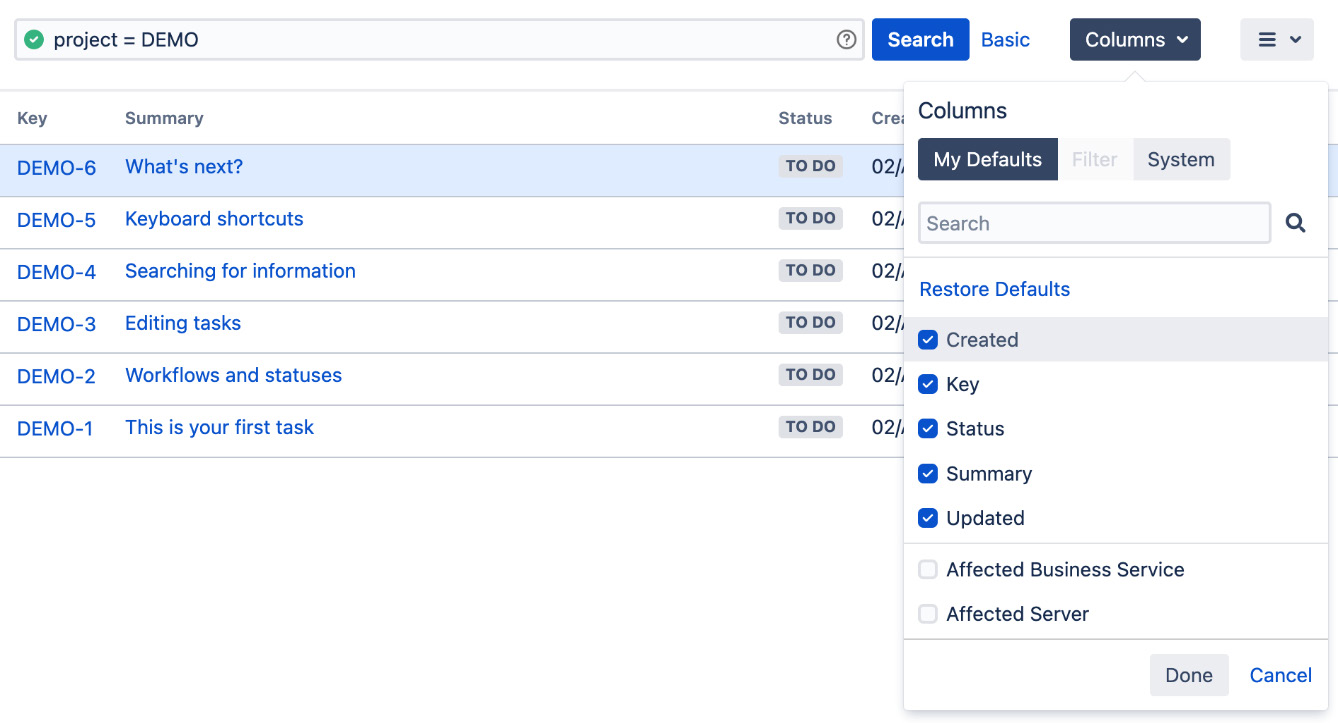 project = DEMO
Search Basic Columns
Key Summary Status Crea
DEMO-6 What's next? TO DO 02/
DEMO-5 Keyboard shortcuts TO DO 02/
DEMO-4 Searching for information TO DO 02/
DEMO-3 Editing tasks TO DO 02/
DEMO-2 Workflows and statuses TO DO 02/
DEMO-1 This is your first task TO DO 02/
Columns
My Defaults Filter System
Search
Restore Defaults
Created
Key
Status
Summary
Updated
Affected Business Service
Affected Server
Done Cancel